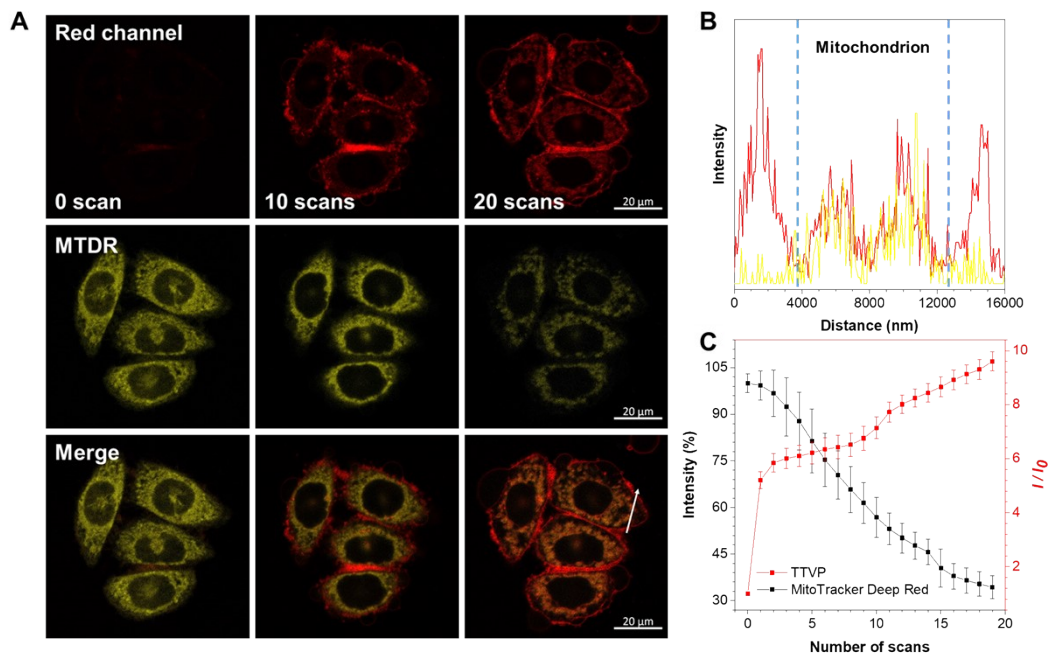 A
Red channel
0 scan
10 scans
20 scans
20 μm
MTDR
20 μm
Merge
20 μm
B
Mitochondrion
Intensity
0 4000 8000 12000 16000
Distance (nm)
C
105
90
75
60
45
30
Intensity (%)
10
8
6
4
2
I / I0
TTVP
MitoTracker Deep Red
0 5 10 15 20
Number of scans